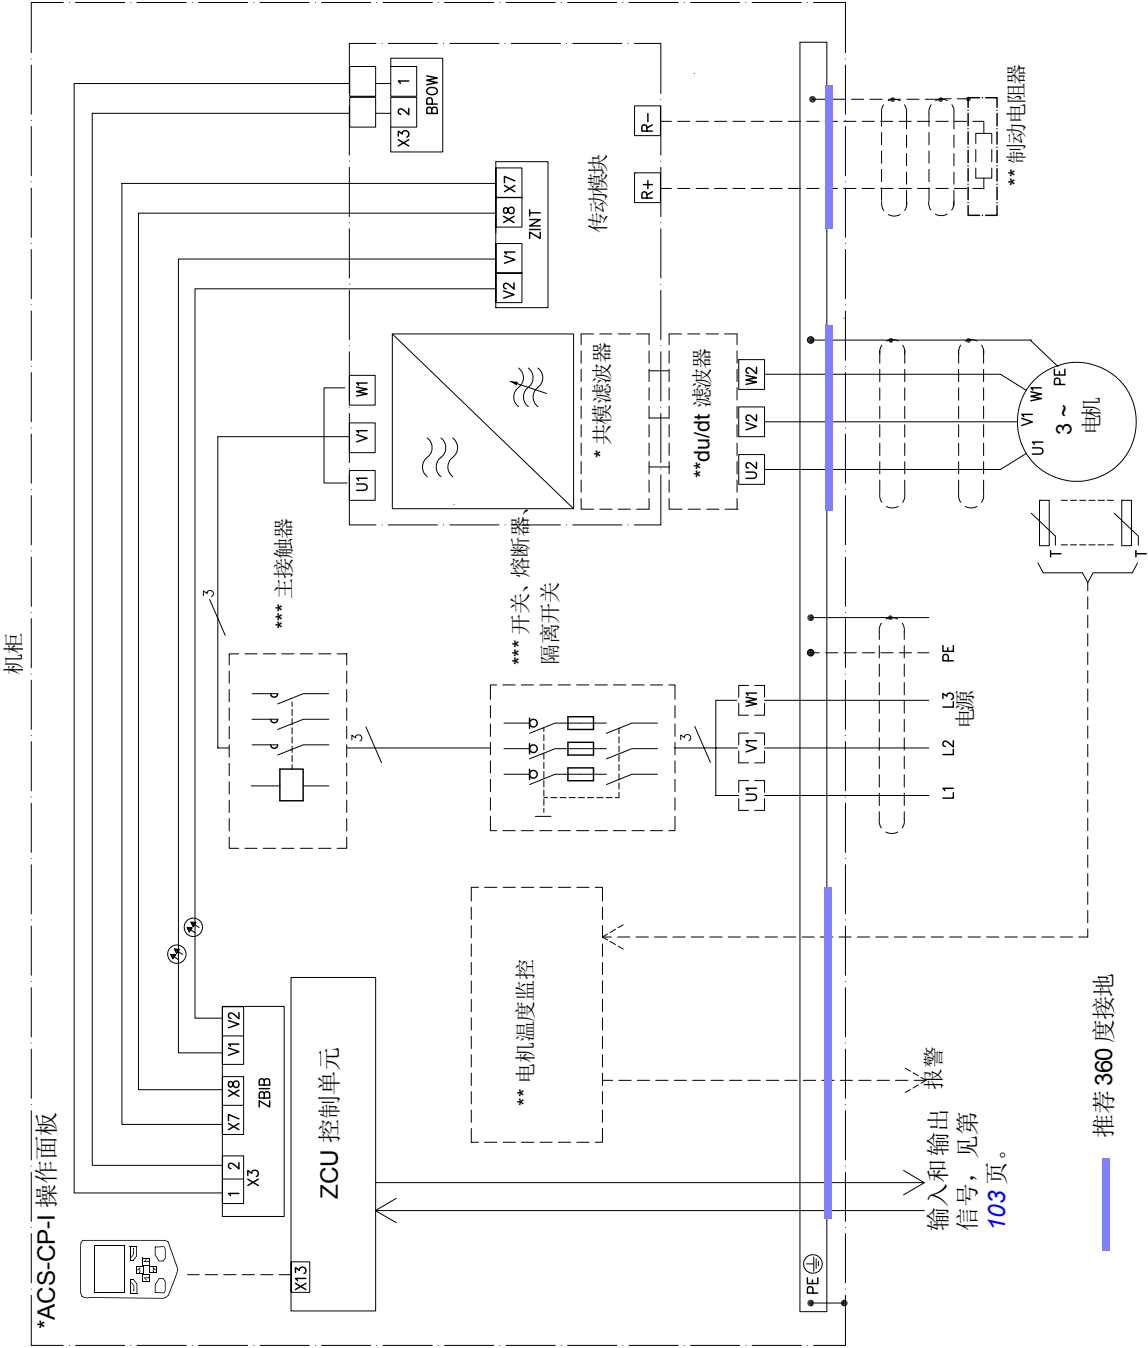 机柜
*ACS-CP-I 操作面板
X13
ZCU 控制单元
ZBIB
X3
1
2
X7
X8
V1
V2
X3
1
2
BPOW
X7
X8
V1
V2
ZINT
传动模块
R-
R+
** 制动电阻器
U1
V1
W1
* 共模滤波器
**du/dt 滤波器
U2
V2
W2
3
*** 主接触器
3
*** 开关、熔断器、
隔离开关
3
U1
V1
W1
L1
L2
L3
PE
电源
U1
V1
W1
PE
3 ~
电机
T
T
** 电机温度监控
报警
输入和输出
信号，见第
103 页。
PE
推荐 360 度接地